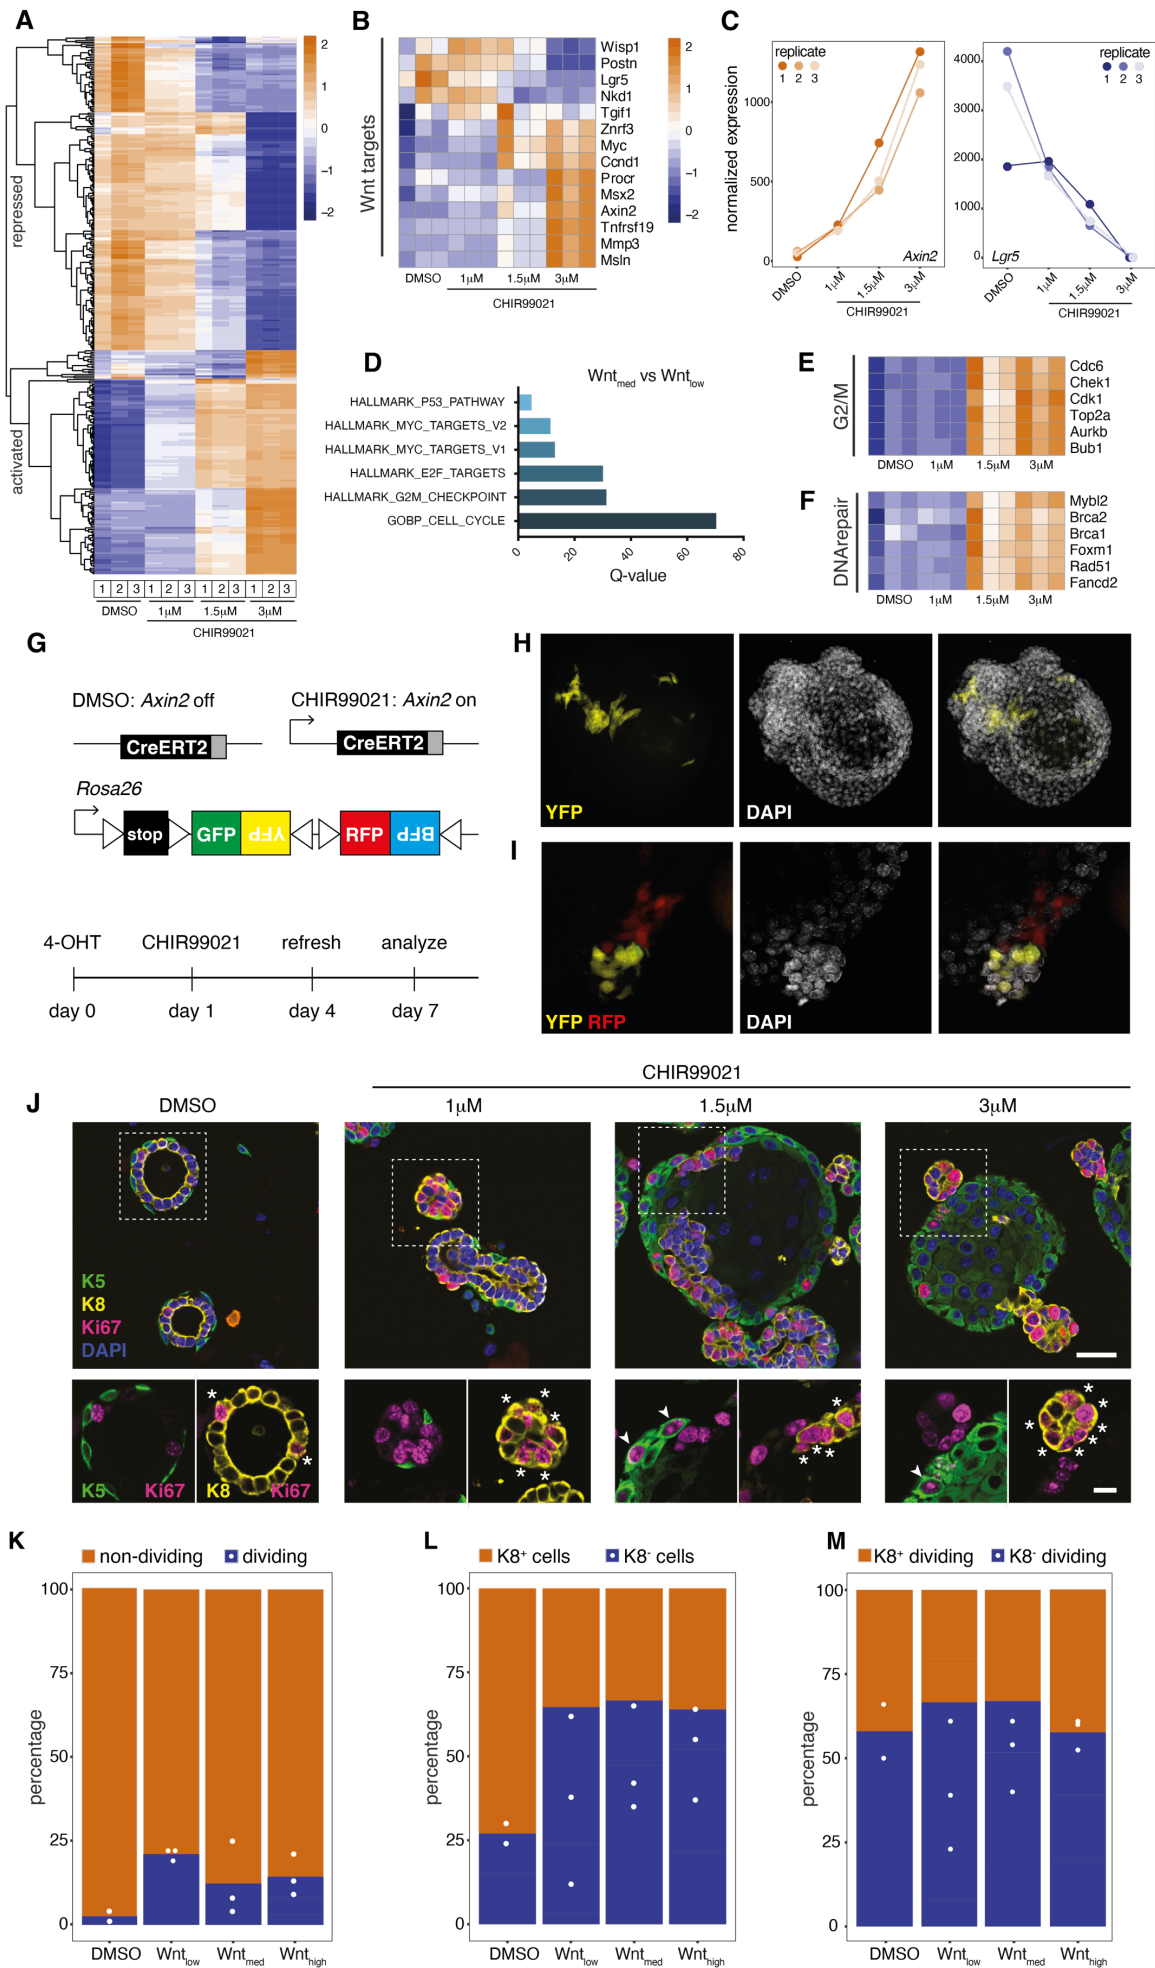 A
repressed
activated
2
1
0
−1
−2
1 2 3 1 2 3 1 2 3 1 2 3
DMSO 1µM 1.5µM 3µM
CHIR99021
B
Wnt targets
Wisp1
Postn
Lgr5
Nkd1
Tgif1
Znrf3
Myc
Ccnd1
Procr
Msx2
Axin2
Tnfrsf19
Mmp3
Msln
2
1
0
−1
−2
DMSO 1µM 1.5µM 3µM
CHIR99021
C
normalized expression
replicate
1 2 3
1000
500
0
Axin2
DMSO 1µM 1.5µM 3µM
CHIR99021
replicate
1 2 3
4000
3000
2000
1000
0
Lgr5
DMSO 1µM 1.5µM 3µM
CHIR99021
D
Wntmed vs Wntlow
HALLMARK_P53_PATHWAY
HALLMARK_MYC_TARGETS_V2
HALLMARK_MYC_TARGETS_V1
HALLMARK_E2F_TARGETS
HALLMARK_G2M_CHECKPOINT
GOBP_CELL_CYCLE
0 20 40 60 80
Q-value
E
G2/M
Cdc6
Chek1
Cdk1
Top2a
Aurkb
Bub1
DMSO 1µM 1.5µM 3µM
F
DNArepair
Mybl2
Brca2
Brca1
Foxm1
Rad51
Fancd2
DMSO 1µM 1.5µM 3µM
G
DMSO: Axin2 off CHIR99021: Axin2 on
CreERT2 CreERT2
Rosa26
stop GFP YFP RFP BFP
4-OHT CHIR99021 refresh analyze
day 0 day 1 day 4 day 7
H
YFP DAPI
I
YFP RFP DAPI
J
CHIR99021
DMSO 1µM 1.5µM 3µM
K5
K8
Ki67
DAPI
* * * * * * * * * * * * * * * *
K5 Ki67 K8 Ki67
K
non-dividing dividing
percentage
100
75
50
25
0
DMSO Wntlow Wntmed Wnthigh
L
K8+ cells K8- cells
percentage
100
75
50
25
0
DMSO Wntlow Wntmed Wnthigh
M
K8+ dividing K8- dividing
percentage
100
75
50
25
0
DMSO Wntlow Wntmed Wnthigh